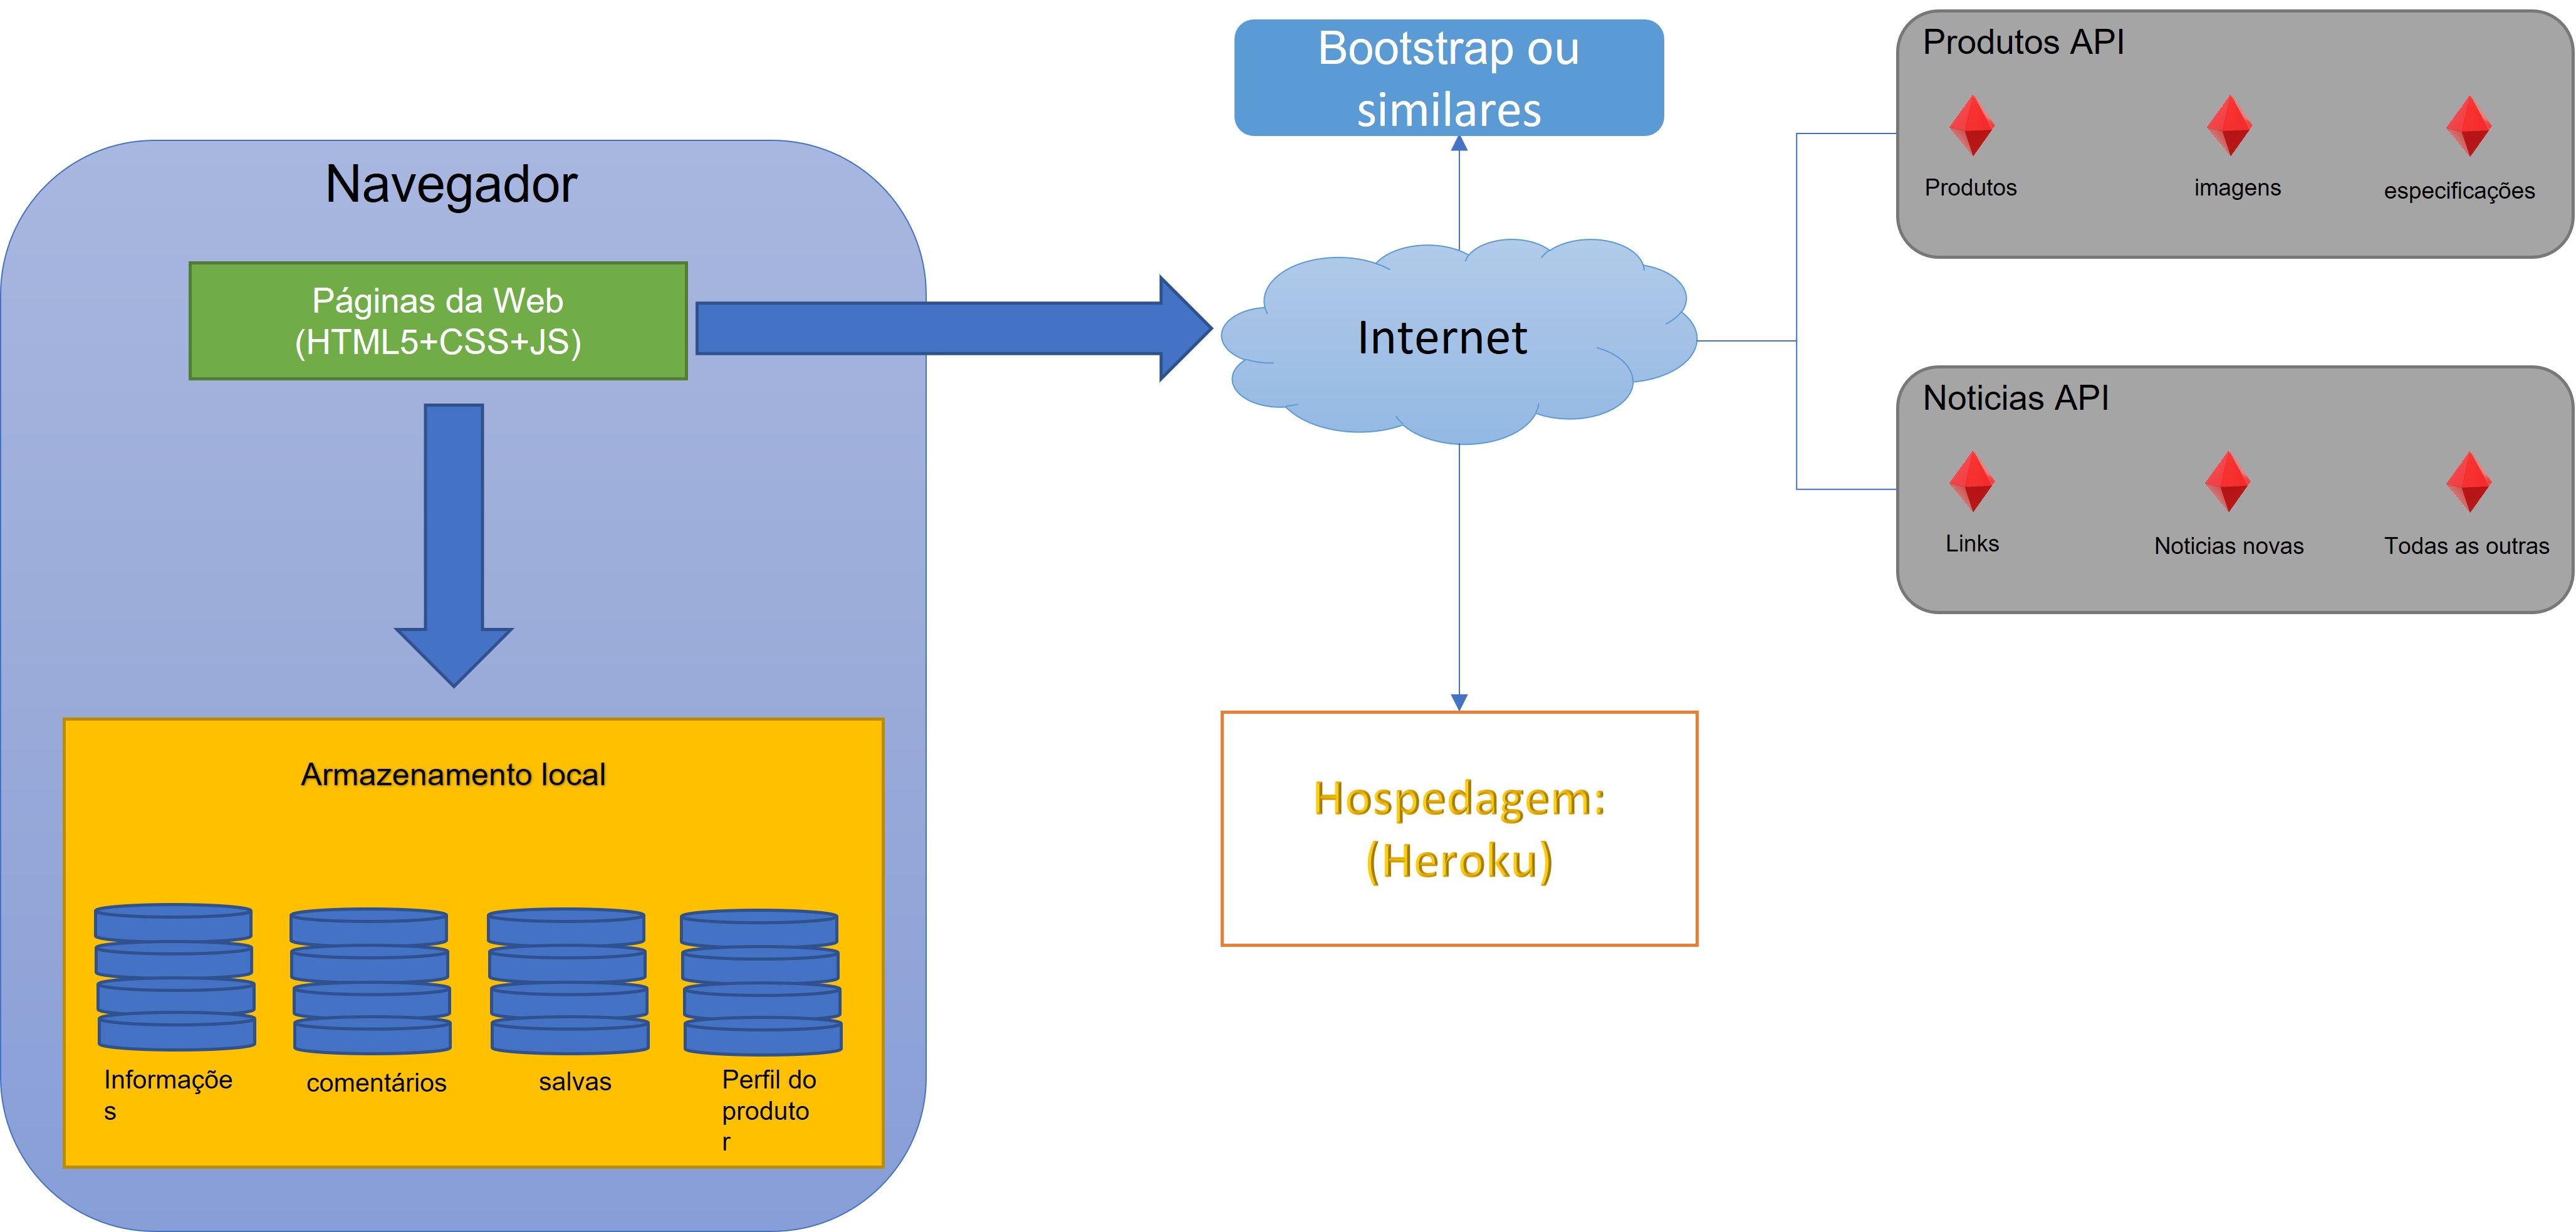 Navegador
Páginas da Web
(HTML5+CSS+JS)
Armazenamento local
Informaçõe
s
comentários
salvas
Perfil do
produto
r
Bootstrap ou
similares
Internet
Hospedagem:
(Heroku)
Produtos API
Produtos
imagens
especificações
Noticias API
Links
Noticias novas
Todas as outras